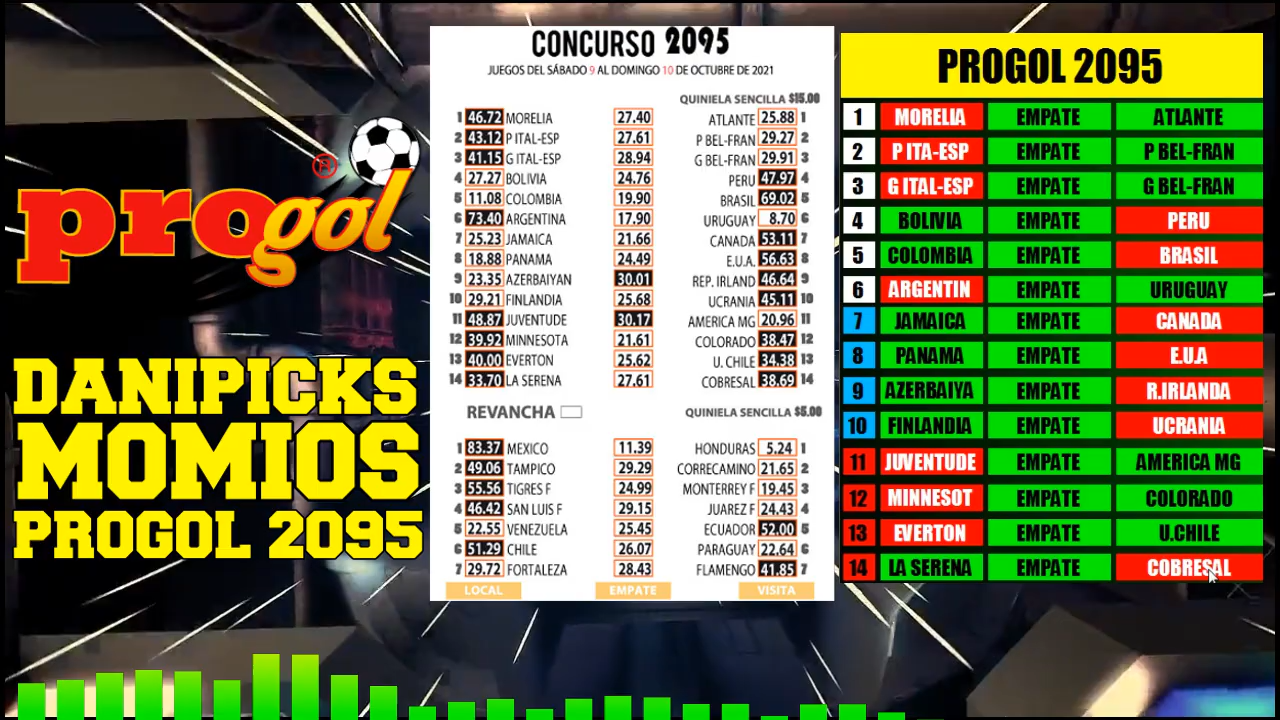 progol ®
DANIPICKS
MOMIOS
PROGOL 2095
CONCURSO 2095
JUEGOS DEL SÁBADO 9 AL DOMINGO 10 DE OCTUBRE DE 2021
QUINIELA SENCILLA $15.00
1 46.72 MORELIA 27.40 ATLANTE 25.88 1
2 43.12 P ITAL-ESP 27.61 P BEL-FRAN 29.27 2
3 41.15 G ITAL-ESP 28.94 G BEL-FRAN 29.91 3
4 27.27 BOLIVIA 24.76 PERU 47.97 4
5 11.08 COLOMBIA 19.90 BRASIL 69.02 5
6 73.40 ARGENTINA 17.90 URUGUAY 8.70 6
7 25.23 JAMAICA 21.66 CANADA 53.11 7
8 18.88 PANAMA 24.49 E.U.A. 56.63 8
9 23.35 AZERBAIYAN 30.01 REP. IRLAND 46.64 9
10 29.21 FINLANDIA 25.68 UCRANIA 45.11 10
11 48.87 JUVENTUDE 30.17 AMERICA MG 20.96 11
12 39.92 MINNESOTA 21.61 COLORADO 38.47 12
13 40.00 EVERTON 25.62 U. CHILE 34.38 13
14 33.70 LA SERENA 27.61 COBRESAL 38.69 14
REVANCHA QUINIELA SENCILLA $5.00
1 83.37 MEXICO 11.39 HONDURAS 5.24 1
2 49.06 TAMPICO 29.29 CORRECAMINO 21.65 2
3 55.56 TIGRES F 24.99 MONTERREY F 19.45 3
4 46.42 SAN LUIS F 29.15 JUAREZ F 24.43 4
5 22.55 VENEZUELA 25.45 ECUADOR 52.00 5
6 51.29 CHILE 26.07 PARAGUAY 22.64 6
7 29.72 FORTALEZA 28.43 FLAMENGO 41.85 7
LOCAL EMPATE VISITA
PROGOL 2095
1 MORELIA EMPATE ATLANTE
2 P ITA-ESP EMPATE P BEL-FRAN
3 G ITAL-ESP EMPATE G BEL-FRAN
4 BOLIVIA EMPATE PERU
5 COLOMBIA EMPATE BRASIL
6 ARGENTIN EMPATE URUGUAY
7 JAMAICA EMPATE CANADA
8 PANAMA EMPATE E.U.A
9 AZERBAIYA EMPATE R.IRLANDA
10 FINLANDIA EMPATE UCRANIA
11 JUVENTUDE EMPATE AMERICA MG
12 MINNESOT EMPATE COLORADO
13 EVERTON EMPATE U.CHILE
14 LA SERENA EMPATE COBRESAL